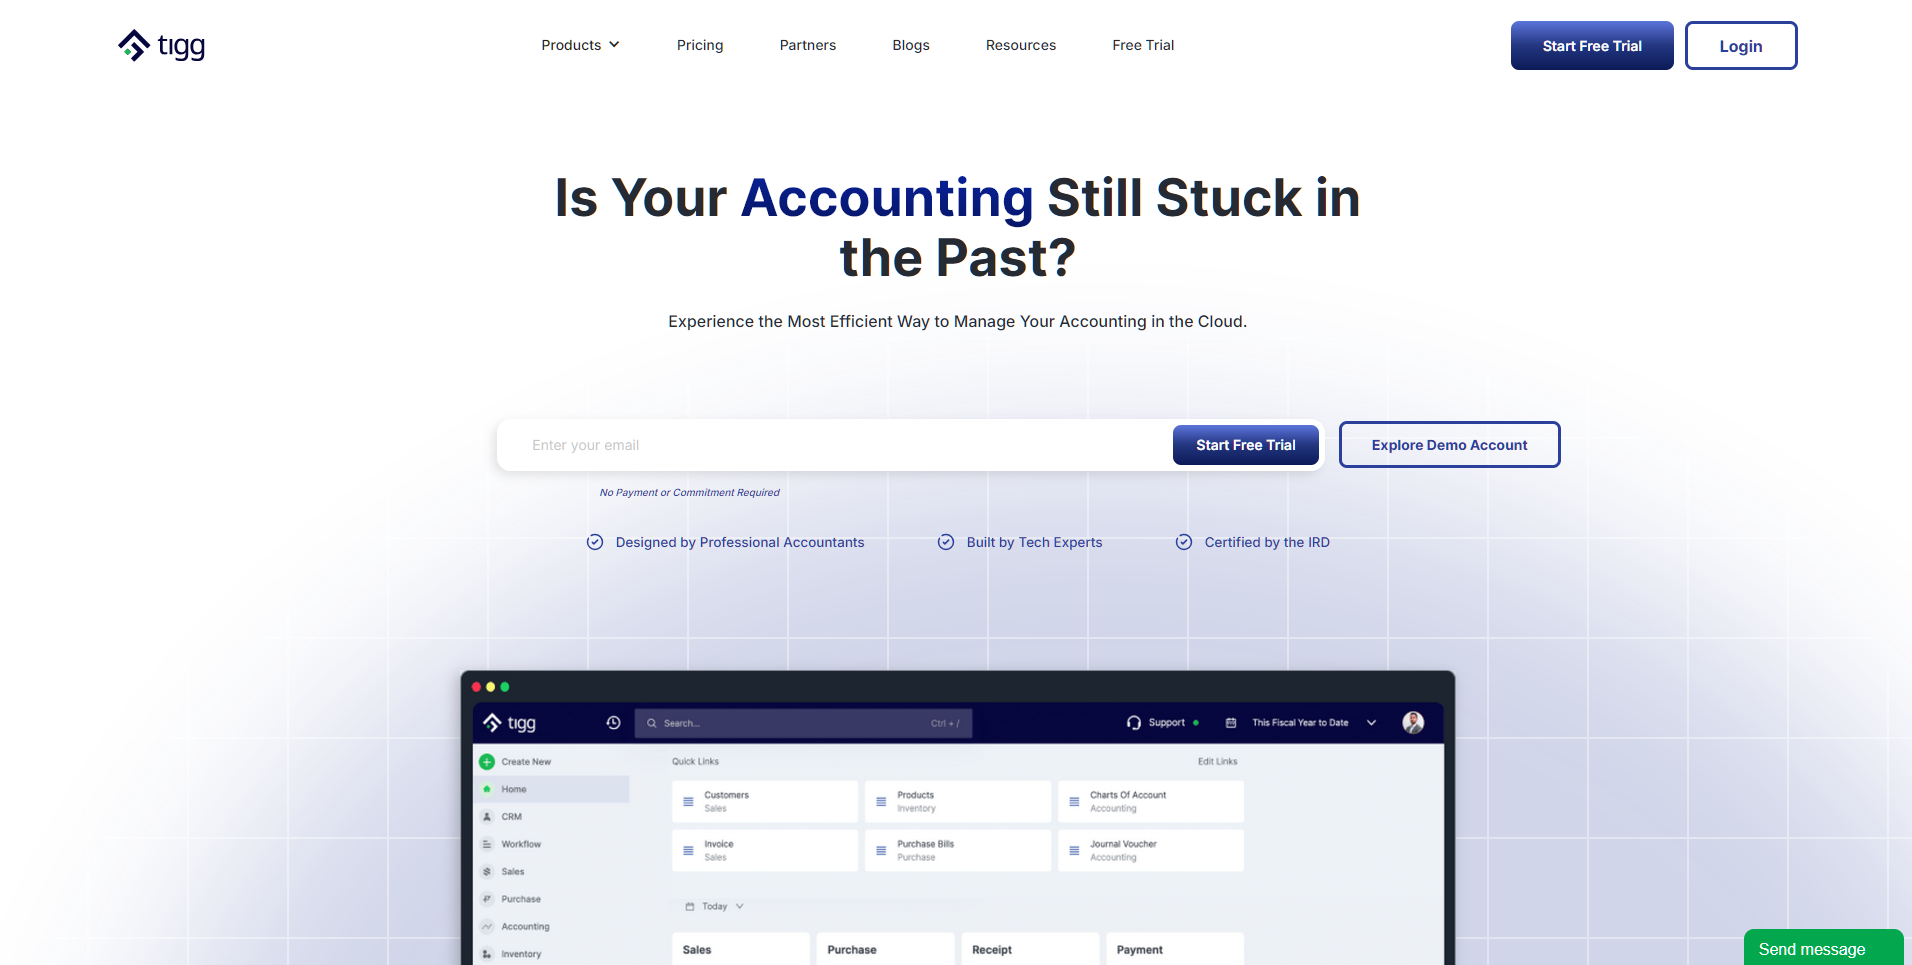 tigg
Products
Pricing
Partners
Blogs
Resources
Free Trial
Start Free Trial
Login
Is Your Accounting Still Stuck in
the Past?
Experience the Most Efficient Way to Manage Your Accounting in the Cloud.
Enter your email
Start Free Trial
Explore Demo Account
No Payment or Commitment Required
Designed by Professional Accountants
Built by Tech Experts
Certified by the IRD
tigg
Search...
Ctrl + /
Support
This Fiscal Year to Date
Create New
Home
CRM
Workflow
Sales
Purchase
Accounting
Inventory
Quick Links
Edit Links
Customers
Sales
Products
Inventory
Charts Of Account
Accounting
Invoice
Sales
Purchase Bills
Purchase
Journal Voucher
Accounting
Today
Sales
Purchase
Receipt
Payment
Send message